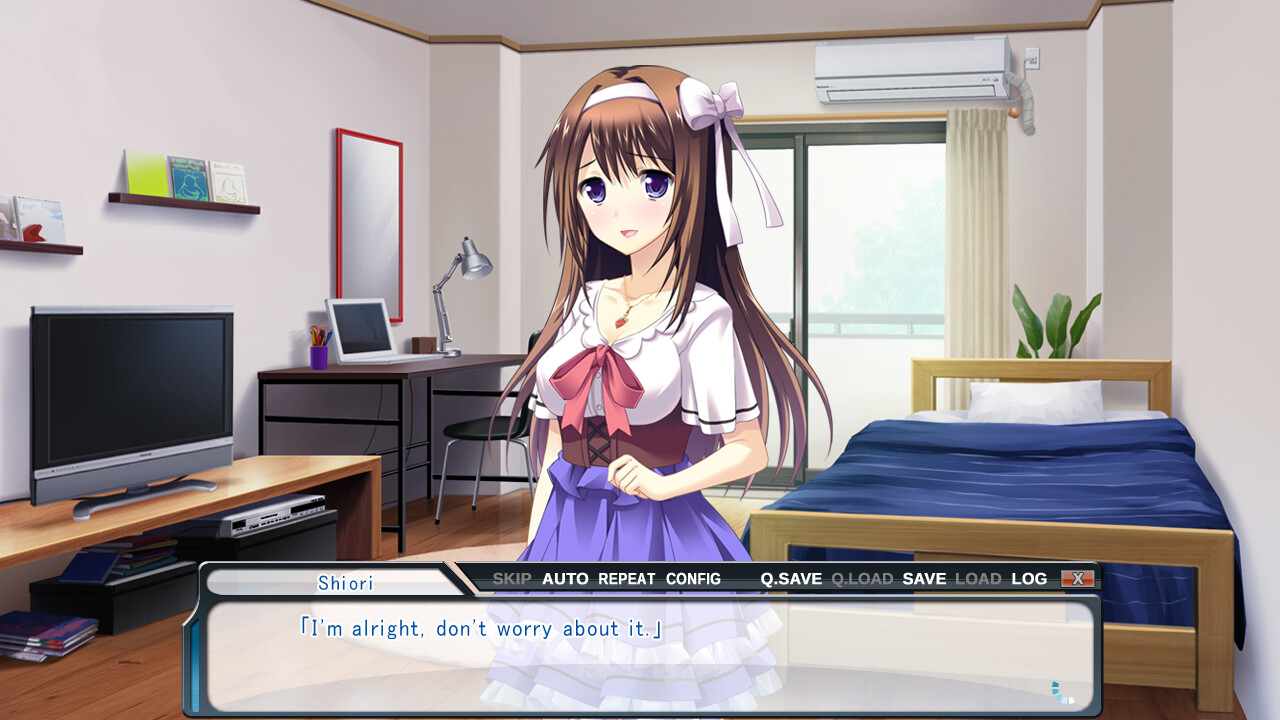 Shiori
SKIP AUTO REPEAT CONFIG Q.SAVE Q.LOAD SAVE LOAD LOG X
「I'm alright, don't worry about it.」